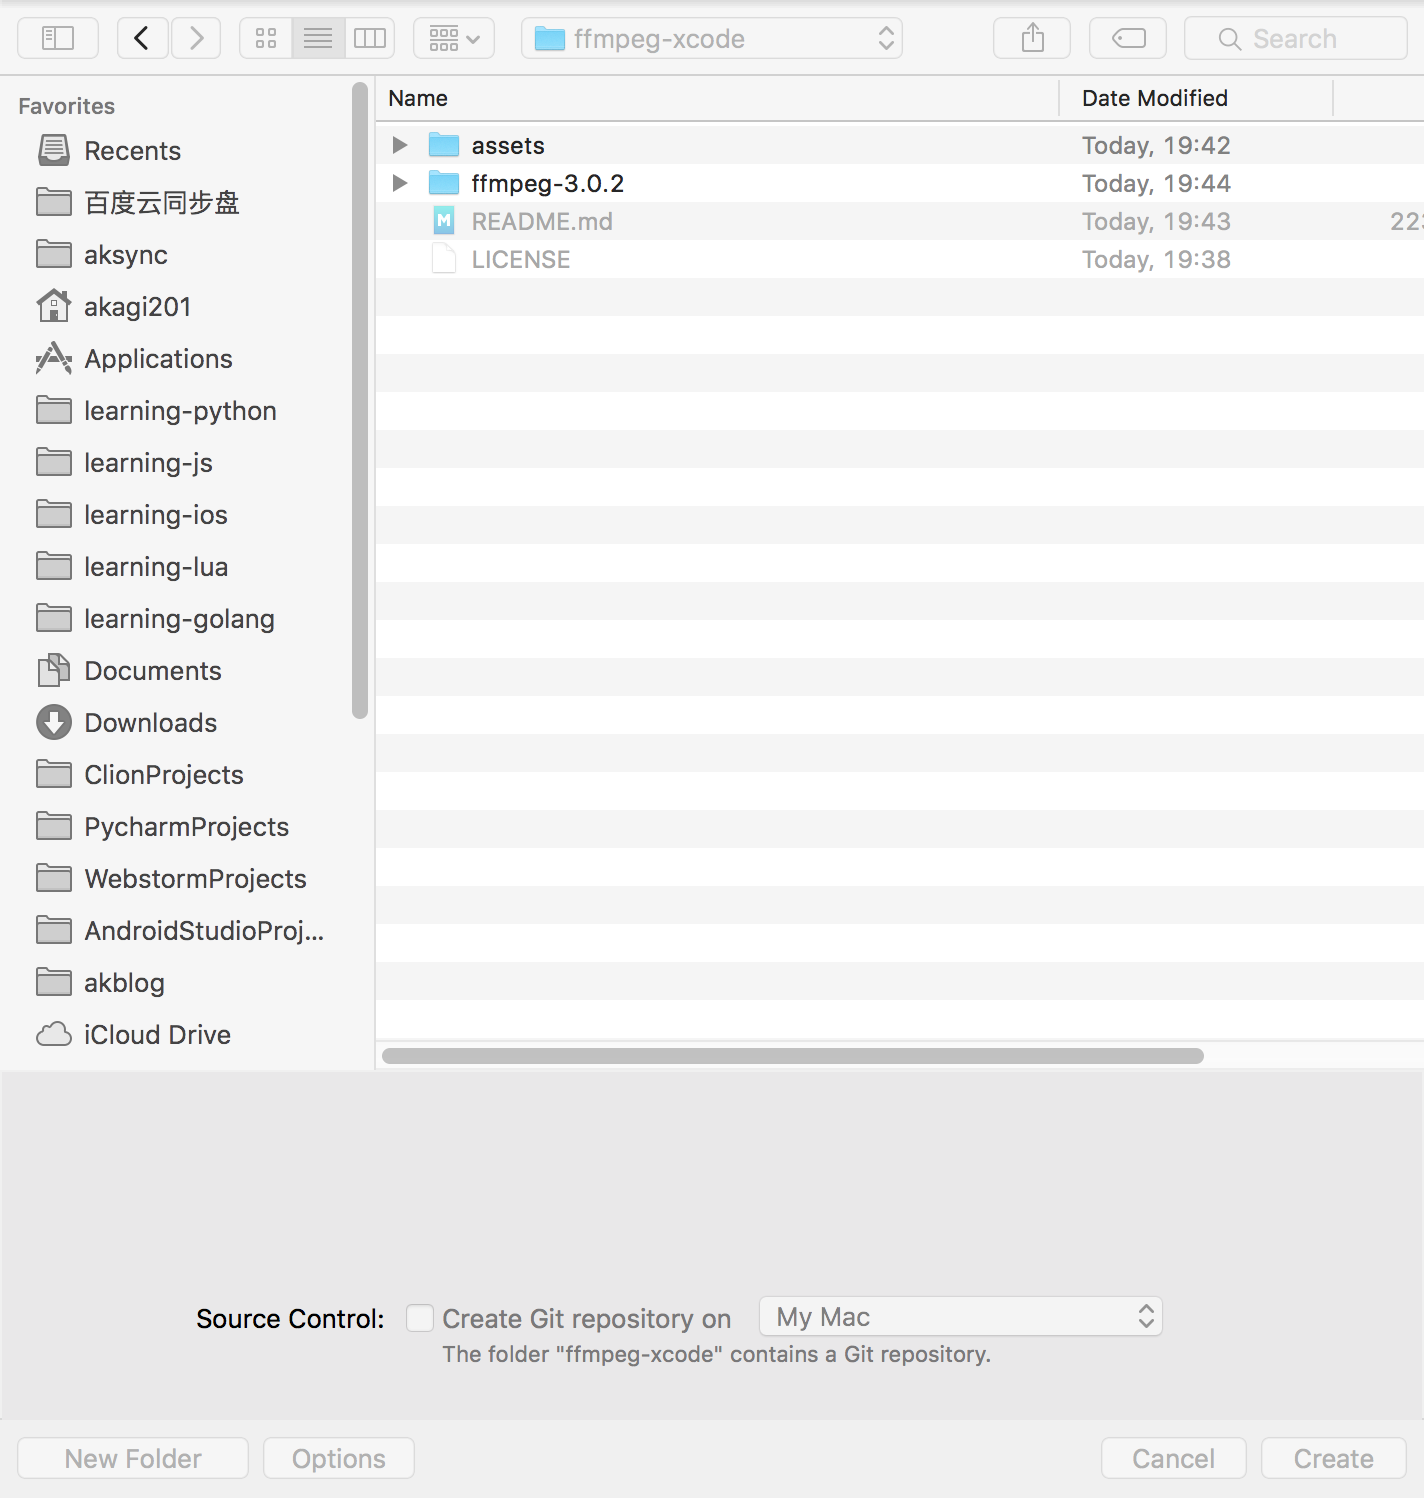 ffmpeg-xcode
Search
Favorites
Recents
百度云同步盘
aksync
akagi201
Applications
learning-python
learning-js
learning-ios
learning-lua
learning-golang
Documents
Downloads
ClionProjects
PycharmProjects
WebstormProjects
AndroidStudioProj...
akblog
iCloud Drive
Name Date Modified
assets Today, 19:42
ffmpeg-3.0.2 Today, 19:44
M README.md Today, 19:43
LICENSE Today, 19:38
Source Control: Create Git repository on My Mac
The folder "ffmpeg-xcode" contains a Git repository.
New Folder Options Cancel Create